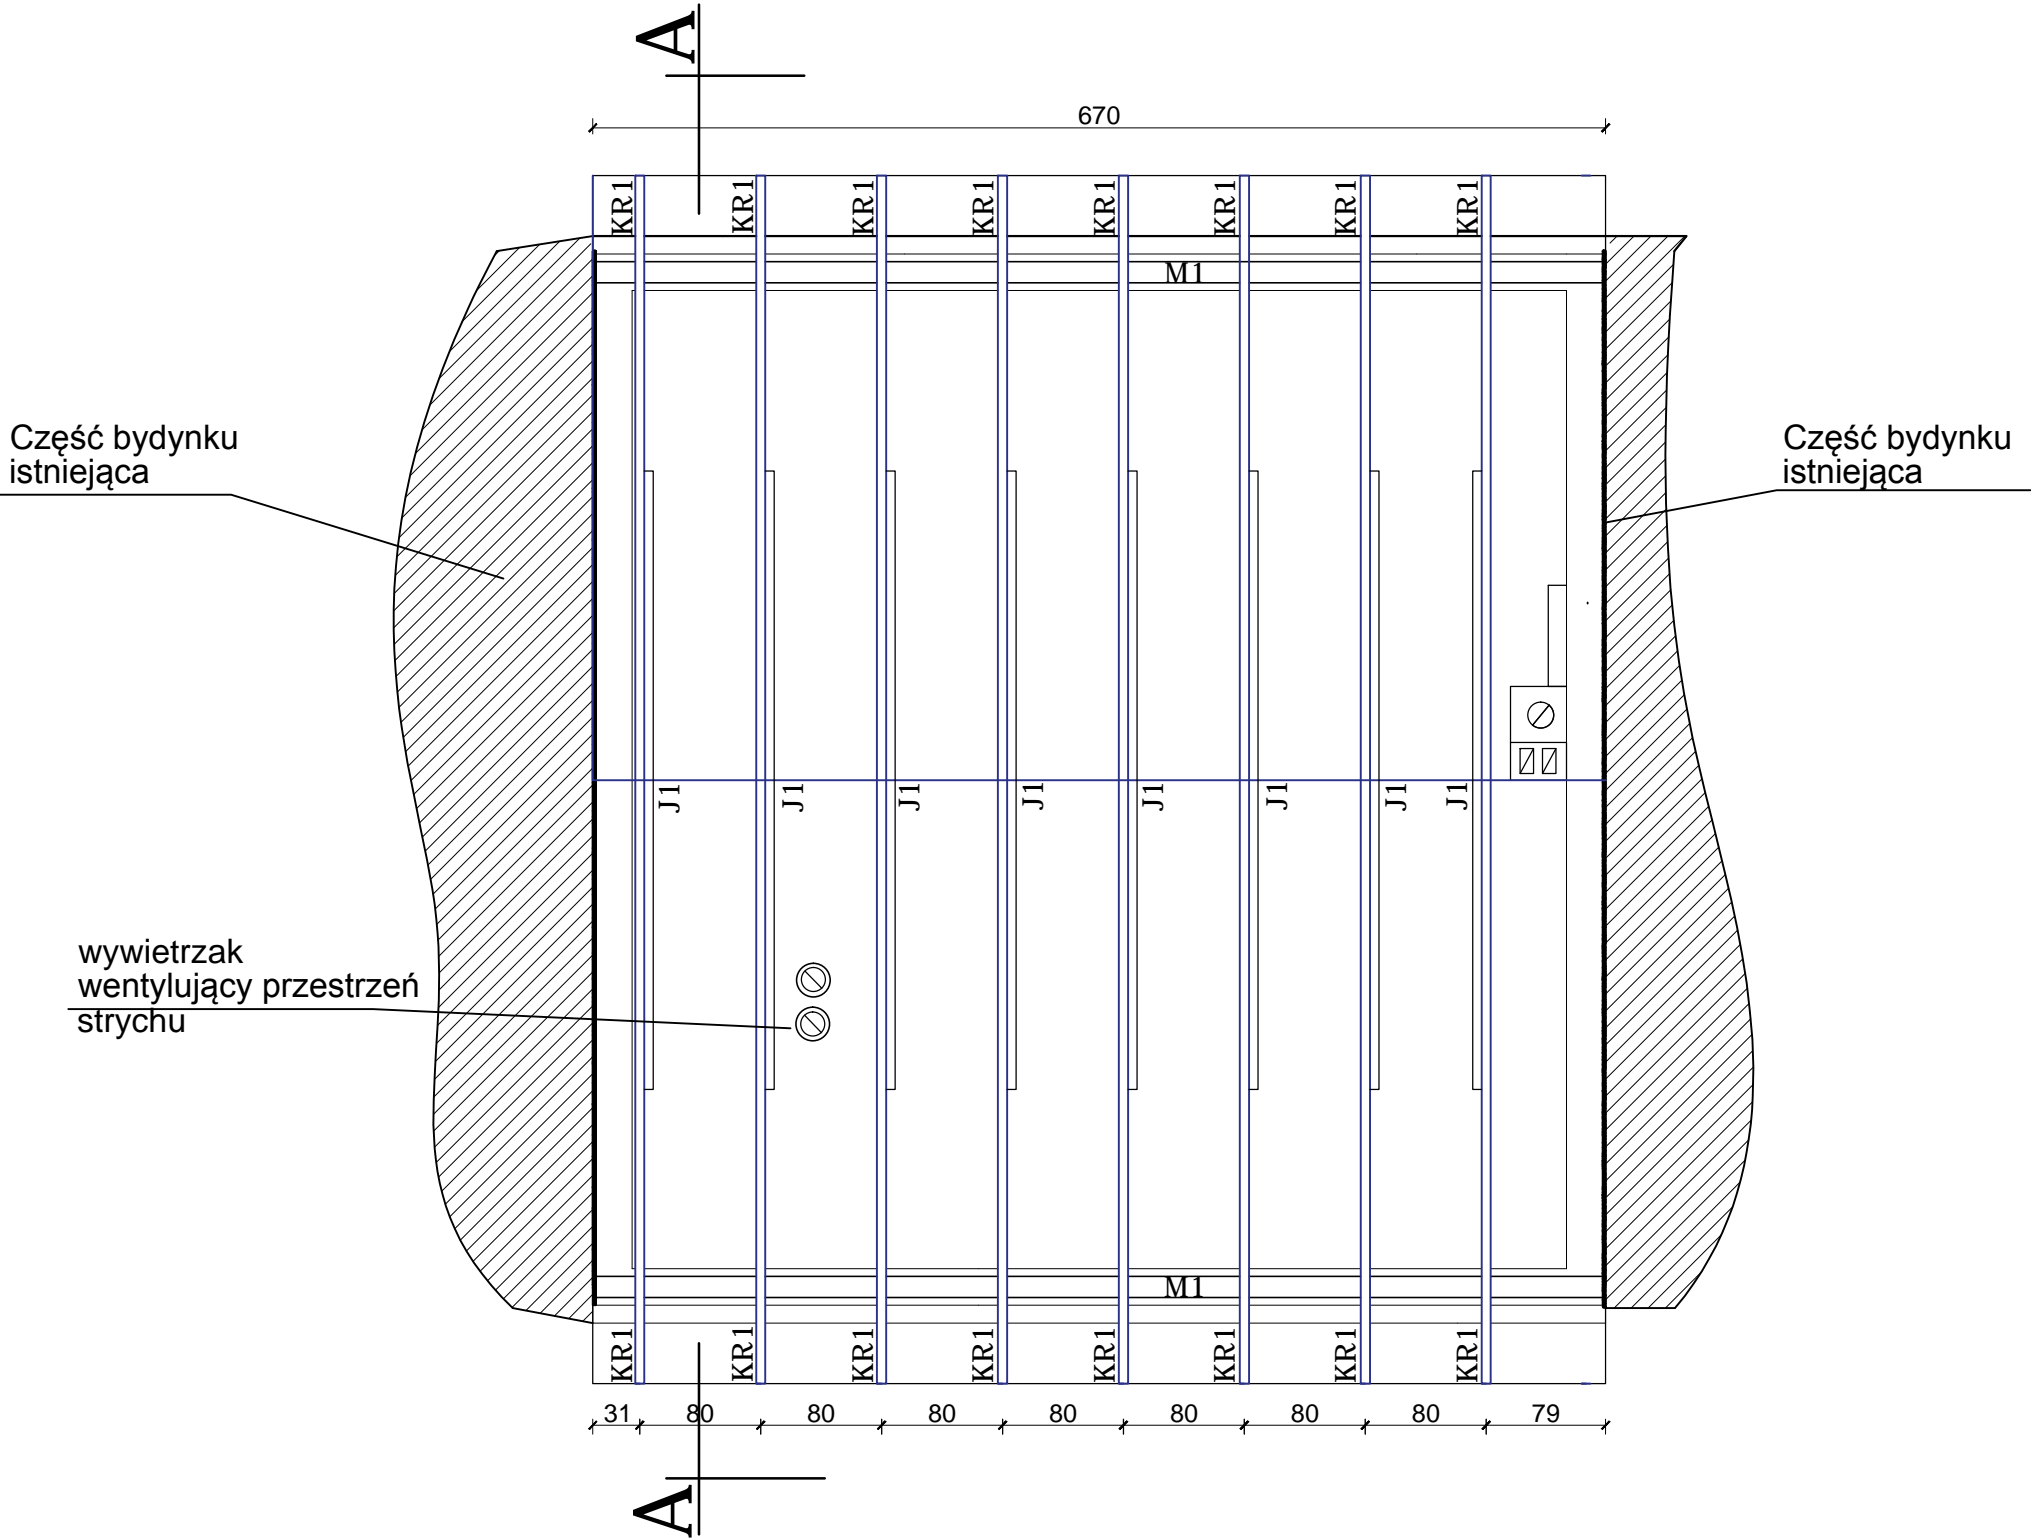 A
670
KR1 KR1 KR1 KR1 KR1 KR1 KR1 KR1
M1
Część bydynku
istniejąca
Część bydynku
istniejąca
J1 J1 J1 J1 J1 J1 J1 J1
wywietrzak
wentylujący przestrzeń
strychu
M1
KR1 KR1 KR1 KR1 KR1 KR1 KR1 KR1
31 80 80 80 80 80 80 80 79
A